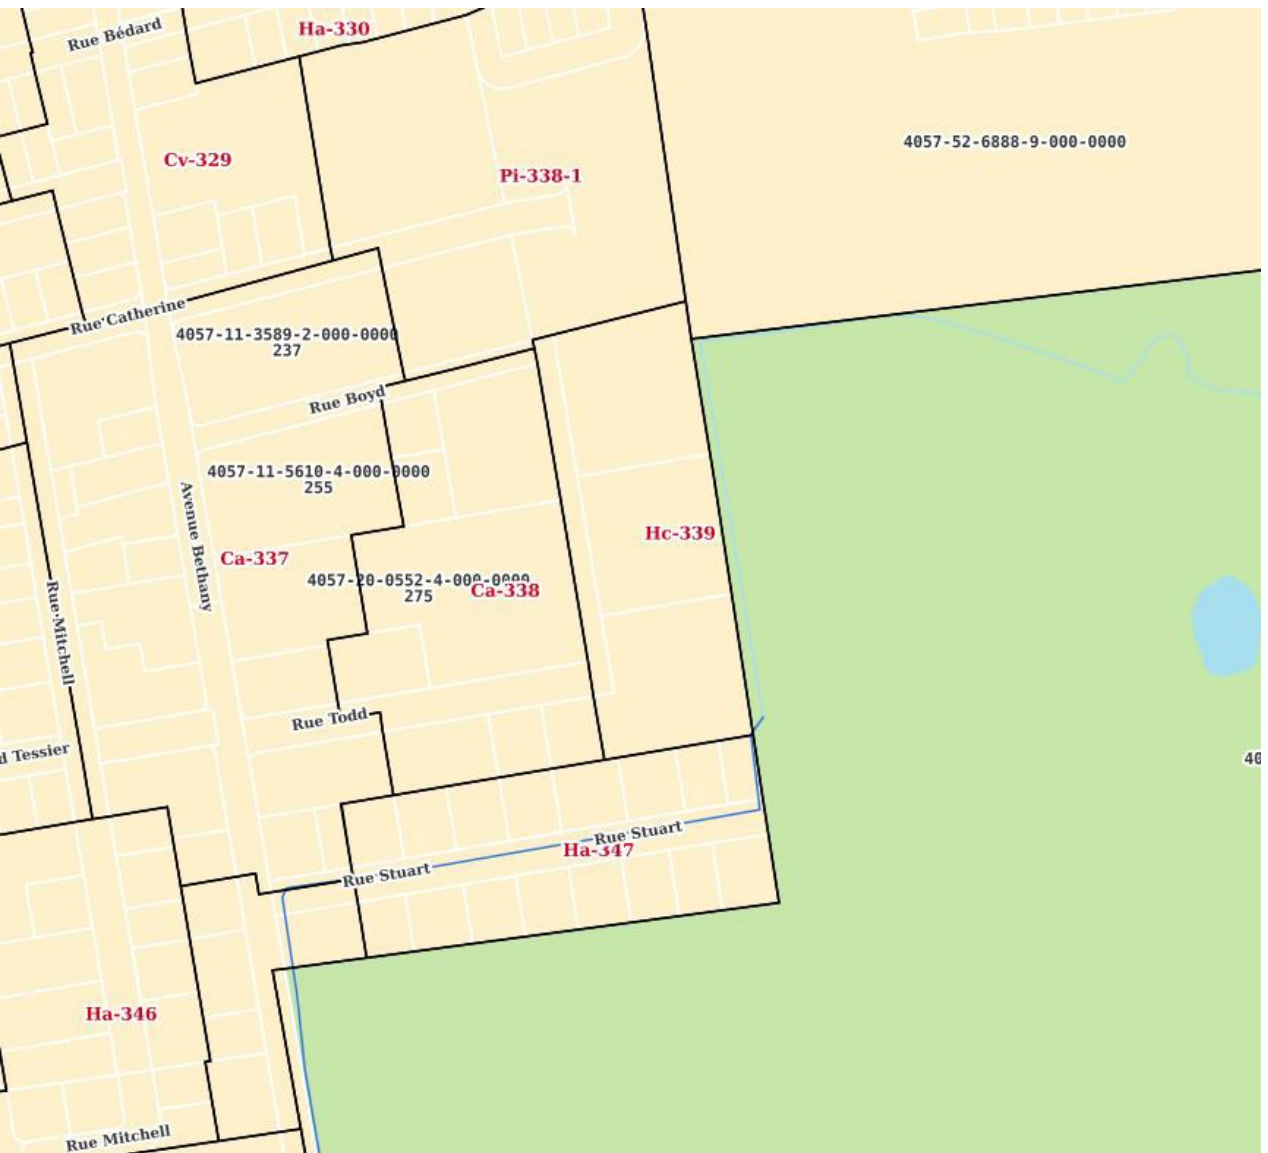 Rue Bédard
Ha-330
4057-52-6888-9-000-0000
Cv-329
Pi-338-1
Rue Catherine
4057-11-3589-2-000-0000
237
Rue Boyd
4057-11-5610-4-000-0000
255
Avenue Bethany
Hc-339
Ca-337
4057-20-0552-4-000-0000
275
Ca-338
Rue Mitchell
Rue Todd
d Tessier
40
Rue Stuart
Ha-347
Rue Stuart
Ha-346
Rue Mitchell